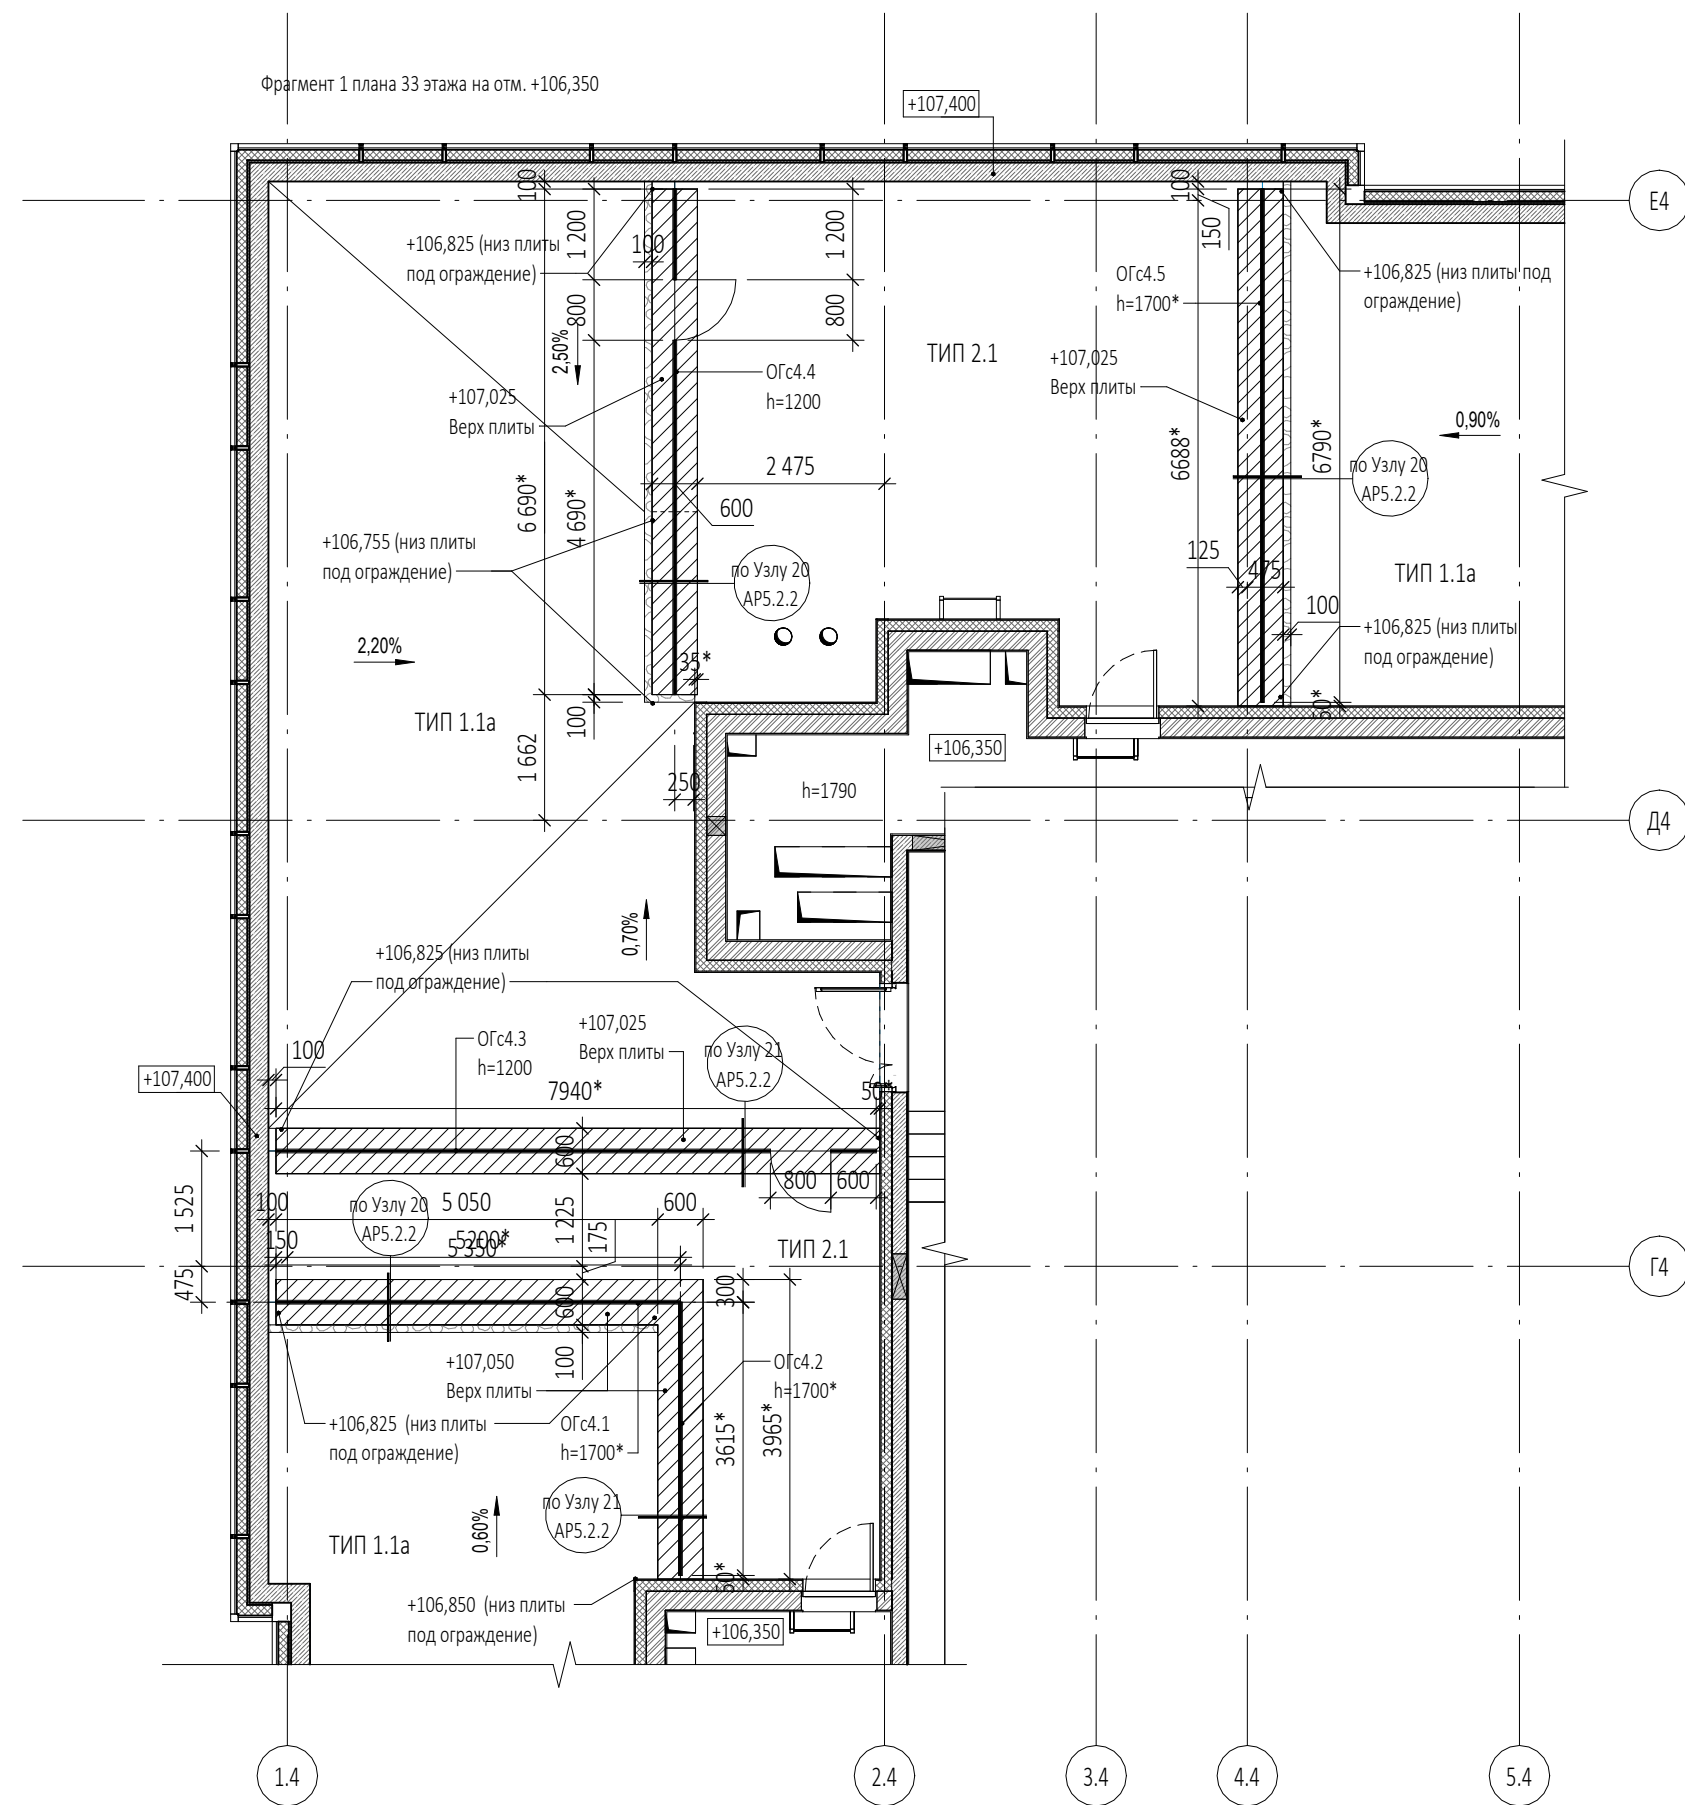 Фрагмент 1 плана 33 этажа на отм. +106,350
+107,400
Е4
100
1 200
100
1 200
100
150
+106,825 (низ плиты
под ограждение)
ОГс4.5
h=1700*
+106,825 (низ плиты под
ограждение)
800
800
2,50%
ТИП 2.1
+107,025
Верх плиты
ОГс4.4
h=1200
+107,025
Верх плиты
0,90%
6688*
6790*
2 475
по Узлу 20
АР5.2.2
6 690*
4 690*
600
+106,755 (низ плиты
под ограждение)
125
475
ТИП 1.1а
по Узлу 20
АР5.2.2
100
+106,825 (низ плиты
под ограждение)
2,20%
35*
50*
ТИП 1.1а
100
1 662
+106,350
250
h=1790
Д4
0,70%
+106,825 (низ плиты
под ограждение)
+107,025
Верх плиты
ОГс4.3
h=1200
по Узлу 21
АР5.2.2
100
+107,400
7940*
50*
600
800
600
1 525
100
по Узлу 20
АР5.2.2
5 050
600
1 225
175
150
5200*
5 350*
ТИП 2.1
Г4
475
300
600
100
+107,050
Верх плиты
ОГс4.2
h=1700*
+106,825 (низ плиты
под ограждение)
ОГс4.1
h=1700*
3615*
3965*
по Узлу 21
АР5.2.2
0,60%
ТИП 1.1а
50*
+106,850 (низ плиты
под ограждение)
+106,350
1.4
2.4
3.4
4.4
5.4